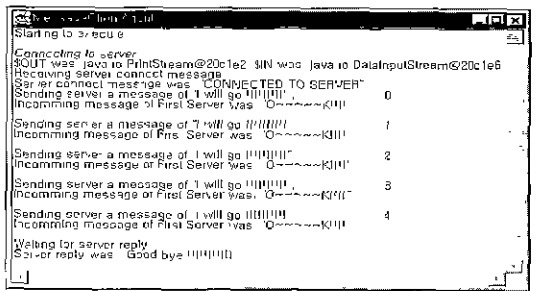 Starting to execute
Connecting to server
$OUT was java.io.PrintStream@20c1e2 $IN was java.io.DataInputStream@20c1e6
Receiving server connect message
Server connect message was "CONNECTED TO SERVER"
Sending server a message of "I will go !!!!!!!!!", 0
Incomming message of First Server was "O~~~~~K!!!!"
Sending server a message of "I will go !!!!!!!!! 1
Incomming message of First Server was "O~~~~~K!!!!"
Sending server a message of "I will go !!!!!!!!!" 2
Incomming message of First Server was "O~~~~~K!!!!"
Sending server a message of "I will go !!!!!!!!!", 3
Incomming message of First Server was "O~~~~~K!!!!"
Sending server a message of "I will go !!!!!!!!! 4
Incomming message of First Server was "O~~~~~K!!!!"
Waiting for server reply
Server reply was "Good bye !!!!!!!!!